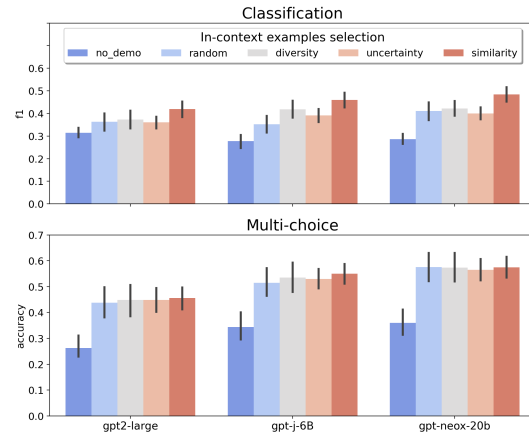 Classification
In-context examples selection
no_demo random diversity uncertainty similarity
0.6
0.5
0.4
0.3
0.2
0.1
0.0
f1
Multi-choice
0.7
0.6
0.5
0.4
0.3
0.2
0.1
0.0
accuracy
gpt2-large gpt-j-6B gpt-neox-20b